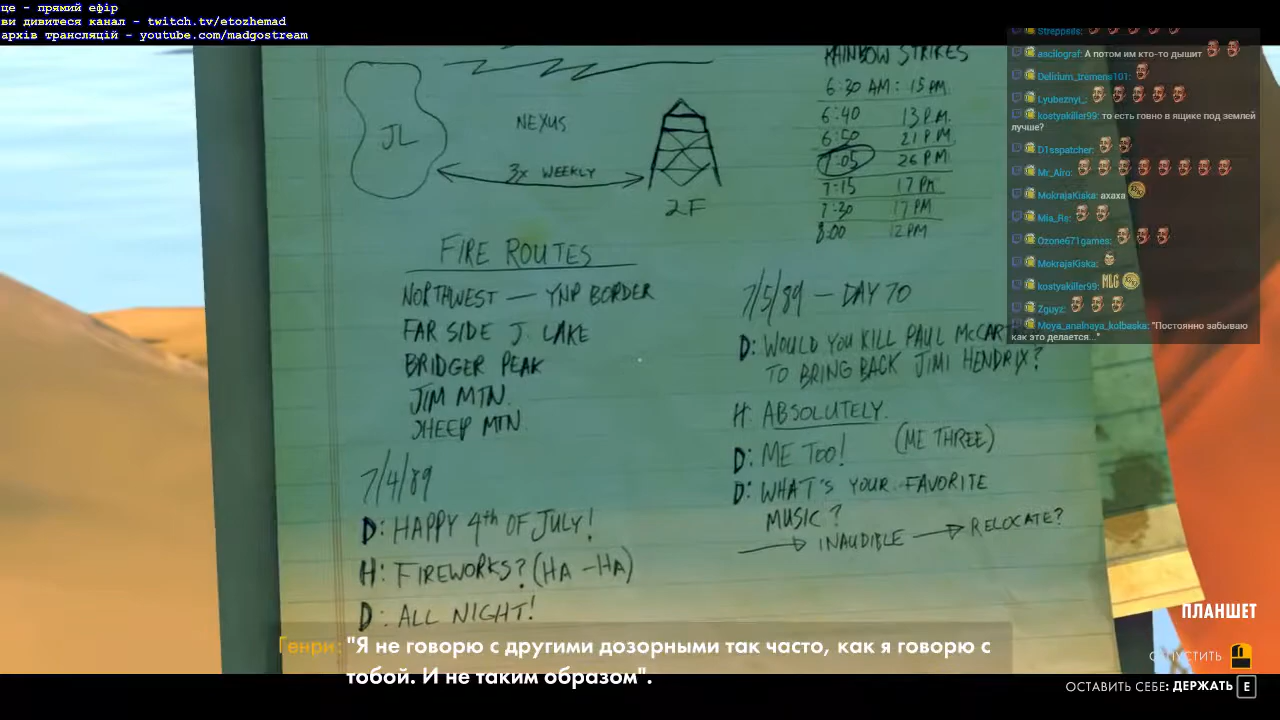 це - прямий ефір
ви дивитеся канал - twitch.tv/etozhemad
архів трансляцій - youtube.com/madgostream
JL
NEXUS
3X WEEKLY
2F
RAINBOW STRIKES
6:30 AM: 15 PM.
6:40 13 P.M.
6:50 21 P M
7:05 26 PM
7:15 17 PM
7:30 17 PM
8:00 12 PM
FIRE ROUTES
NORTHWEST — YNP BORDER
FAR SIDE J. LAKE
BRIDGER PEAK
JIM MTN.
SHEEP MTN.
7/4/89
D: HAPPY 4th OF JULY!
H: FIREWORKS? (HA-HA)
D: ALL NIGHT!
7/5/89 — DAY 70
D: WOULD YOU KILL PAUL McCART
TO BRING BACK JIMI HENDRIX?
H: ABSOLUTELY.
D: ME TOO! (ME THREE)
D: WHAT'S YOUR FAVORITE
MUSIC?
INAUDIBLE RELOCATE?
Streppsils:
ascilograf: А потом им кто-то дышит
Delirium_tremens101:
Lyubeznyi_:
kostyakiller99: то есть говно в ящике под землей
лучше?
D1sspatcher:
Mr_Airo:
MokrajaKiska: ахаха
Mia_Rs:
Ozone671games:
MokrajaKiska:
kostyakiller99: MLG
Zguyz:
Moya_analnaya_kolbaska: "Постоянно забываю
как это делается..."
Генри: "Я не говорю с другими дозорными так часто, как я говорю с
тобой. И не таким образом".
ПЛАНШЕТ
ОПУСТИТЬ
ОСТАВИТЬ СЕБЕ: ДЕРЖАТЬ E